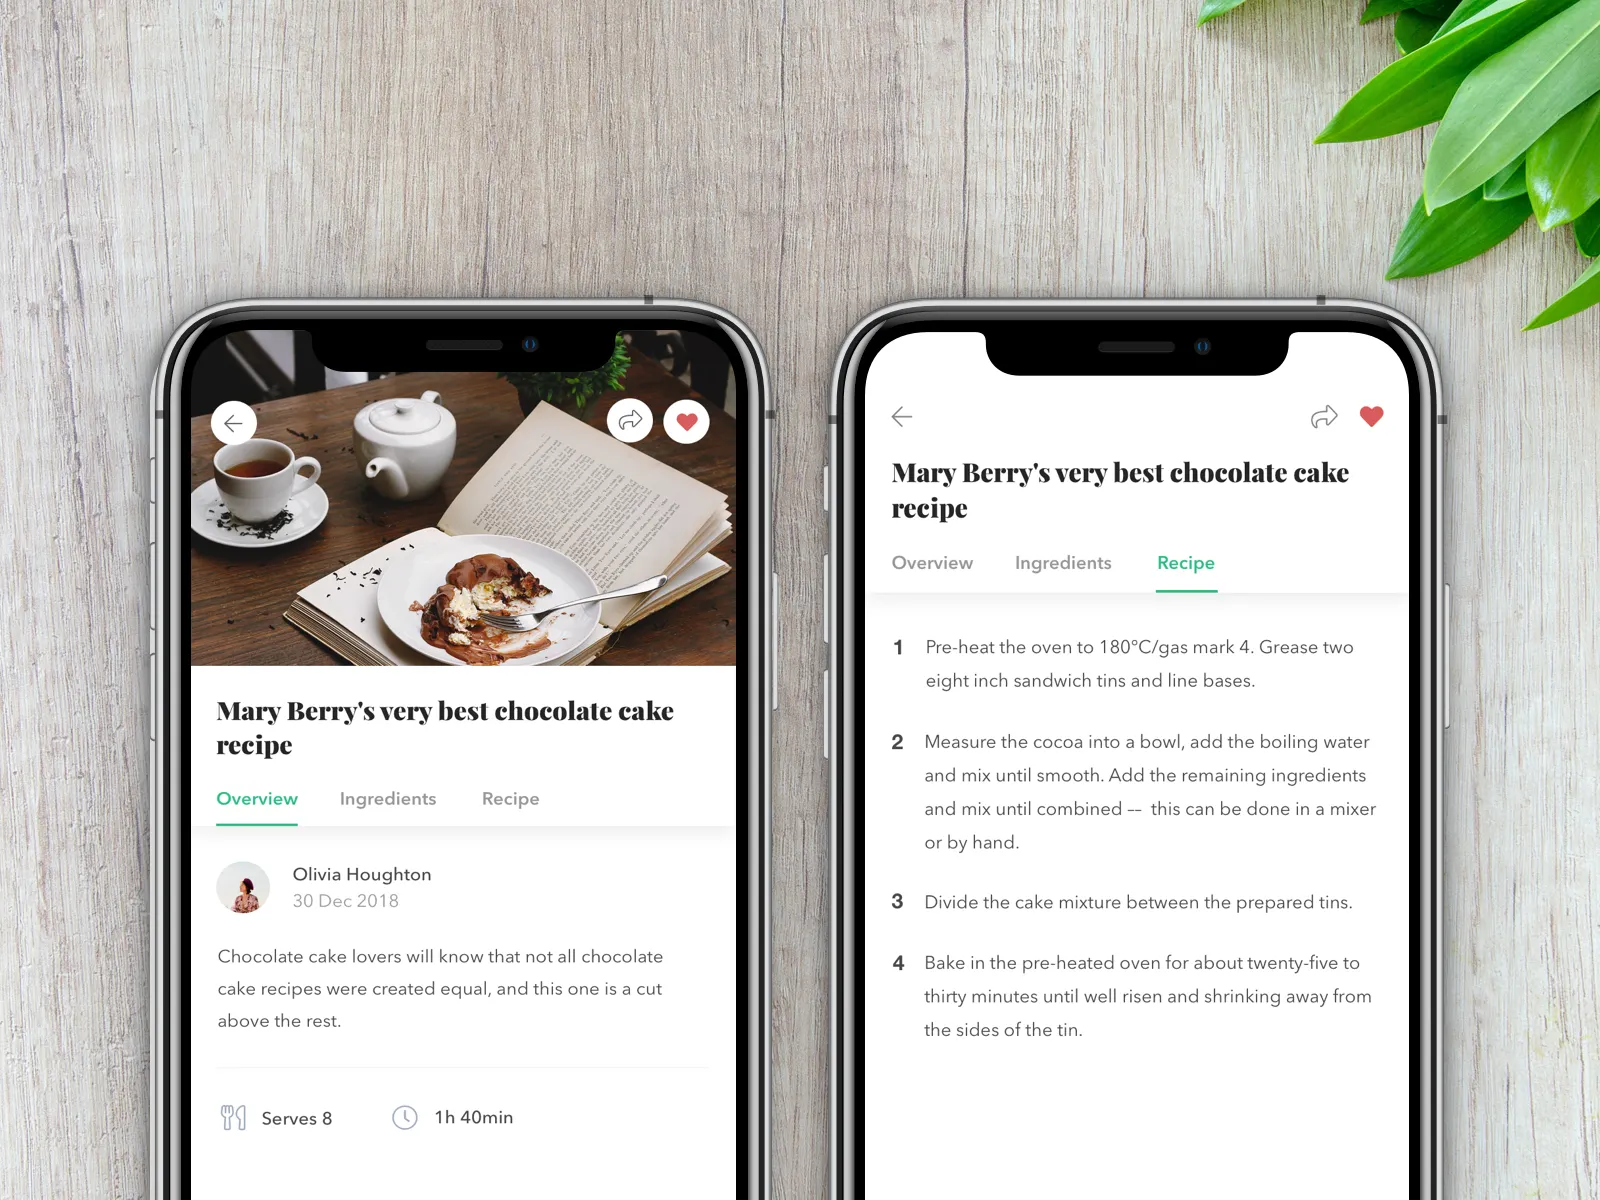 Mary Berry's very best chocolate cake
recipe
Overview Ingredients Recipe
Olivia Houghton
30 Dec 2018
Chocolate cake lovers will know that not all chocolate
cake recipes were created equal, and this one is a cut
above the rest.
Serves 8 1h 40min
Mary Berry's very best chocolate cake
recipe
Overview Ingredients Recipe
1 Pre-heat the oven to 180°C/gas mark 4. Grease two
eight inch sandwich tins and line bases.
2 Measure the cocoa into a bowl, add the boiling water
and mix until smooth. Add the remaining ingredients
and mix until combined -- this can be done in a mixer
or by hand.
3 Divide the cake mixture between the prepared tins.
4 Bake in the pre-heated oven for about twenty-five to
thirty minutes until well risen and shrinking away from
the sides of the tin.